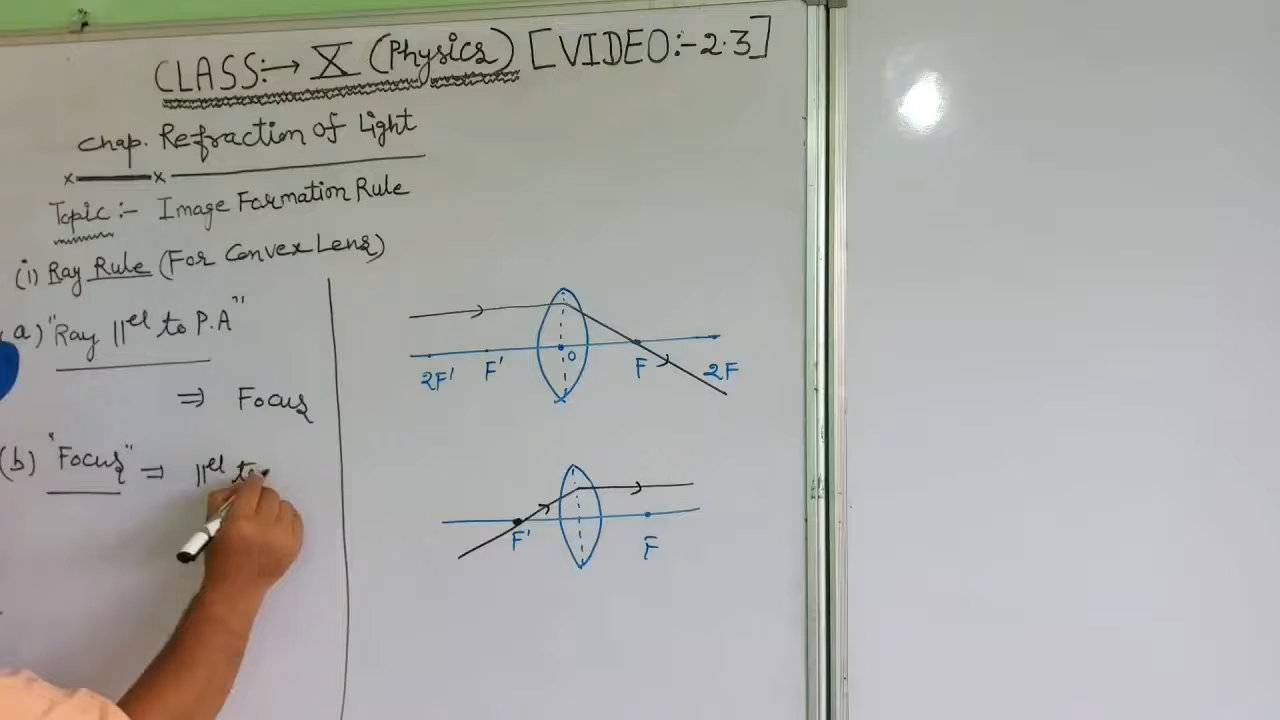 CLASS:→ X (Physics) [VIDEO:-2.3]
Chap. Refraction of Light
Topic :- Image Formation Rule
(i) Ray Rule (For Convex Lens)
(a) "Ray ||el to P.A"
⇒ Focus
(b) "Focus" ⇒ ||el to
2F' F' O F 2F
F' F